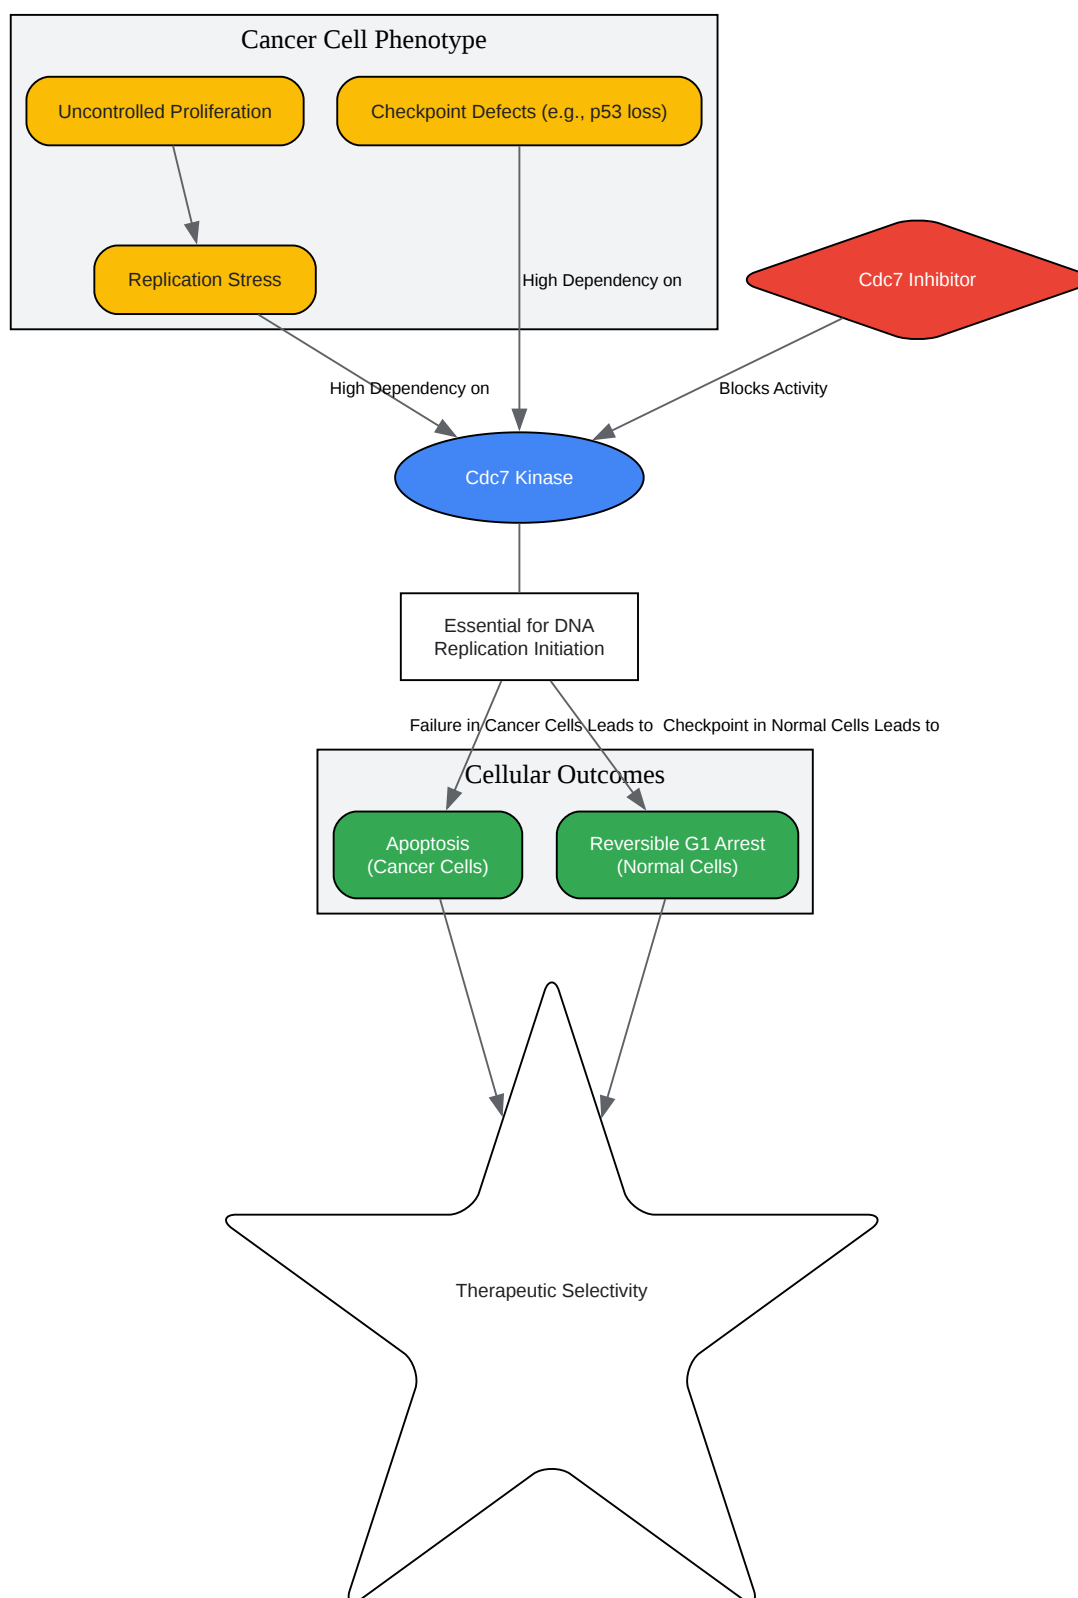 Cancer Cell Phenotype
Uncontrolled Proliferation
Checkpoint Defects (e.g., p53 loss)
Replication Stress
High Dependency on
Cdc7 Inhibitor
High Dependency on
Blocks Activity
Cdc7 Kinase
Essential for DNA
Replication Initiation
Failure in Cancer Cells Leads to
Checkpoint in Normal Cells Leads to
Cellular Outcomes
Apoptosis
(Cancer Cells)
Reversible G1 Arrest
(Normal Cells)
Therapeutic Selectivity